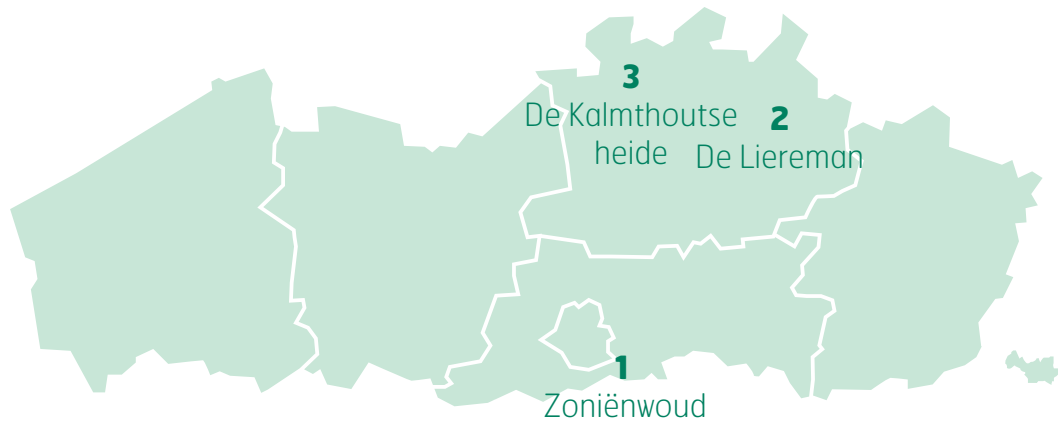 3
De Kalmthoutse
heide
2
De Liereman
1
Zoniënwoud